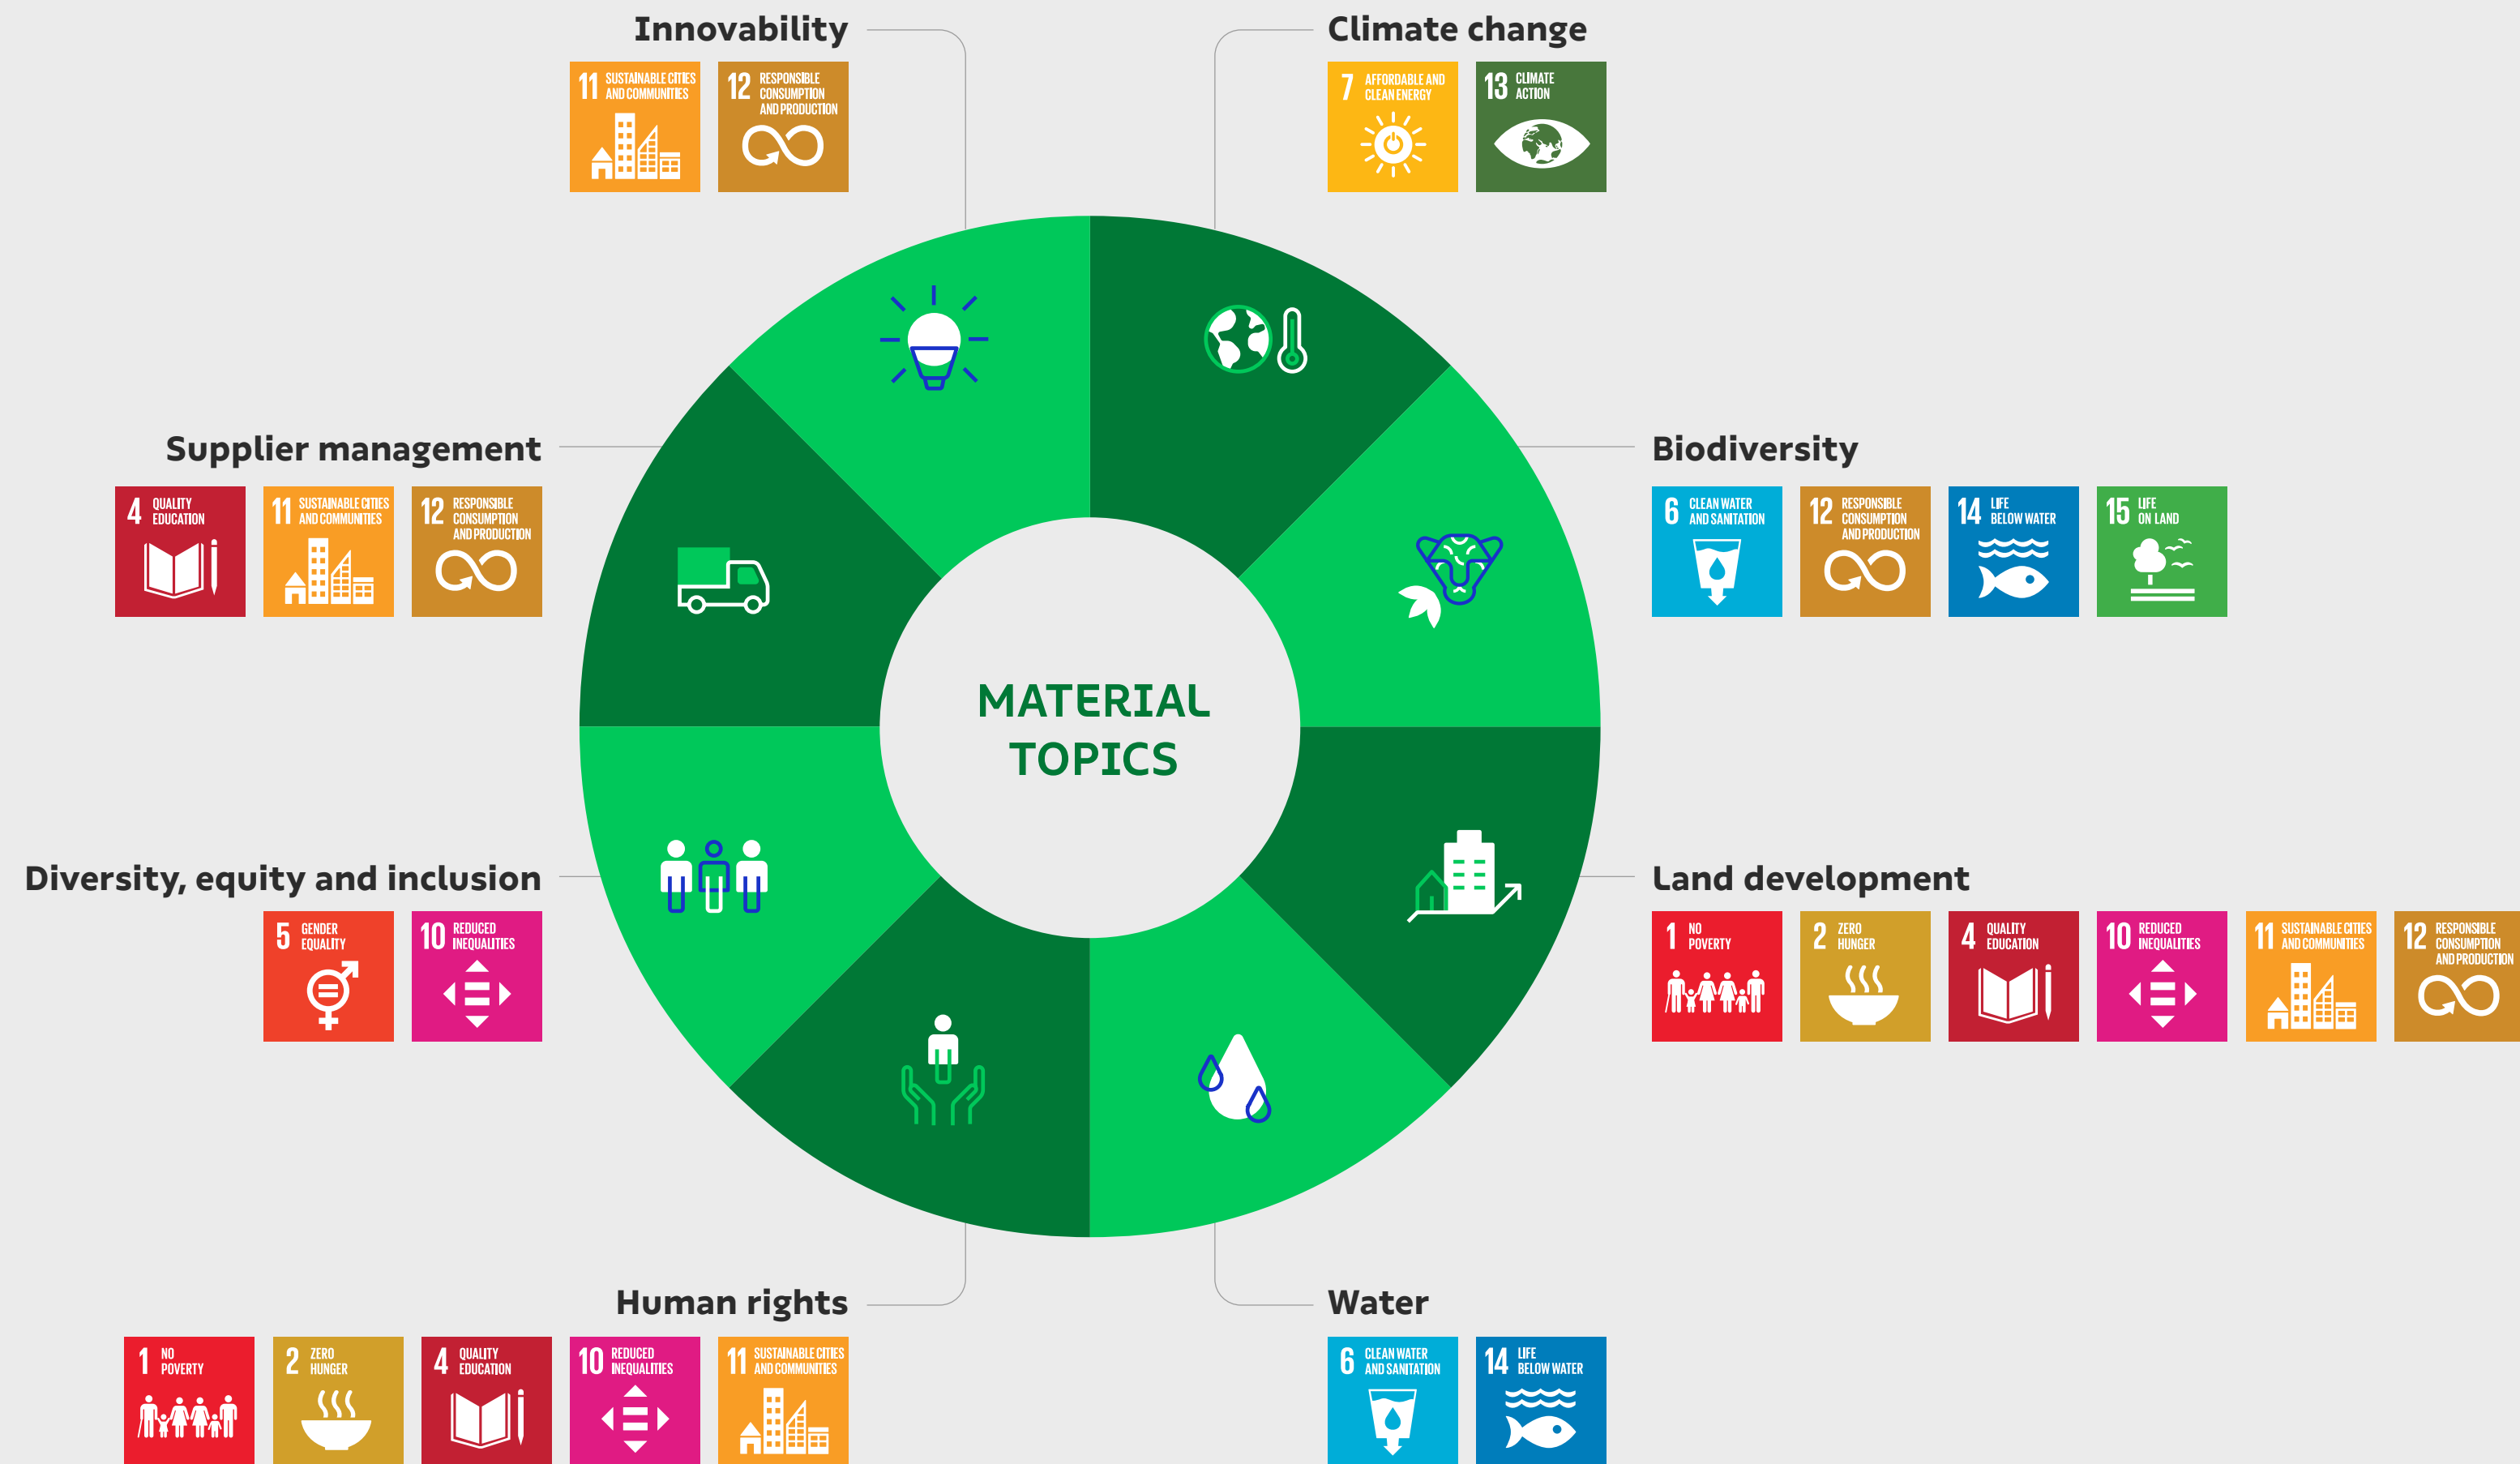 Innovability
11 SUSTAINABLE CITIES
AND COMMUNITIES
12 RESPONSIBLE
CONSUMPTION
AND PRODUCTION
Climate change
7 AFFORDABLE AND
CLEAN ENERGY
13 CLIMATE
ACTION
Supplier management
4 QUALITY
EDUCATION
11 SUSTAINABLE CITIES
AND COMMUNITIES
12 RESPONSIBLE
CONSUMPTION
AND PRODUCTION
Biodiversity
6 CLEAN WATER
AND SANITATION
12 RESPONSIBLE
CONSUMPTION
AND PRODUCTION
14 LIFE
BELOW WATER
15 LIFE
ON LAND
MATERIAL
TOPICS
Diversity, equity and inclusion
5 GENDER
EQUALITY
10 REDUCED
INEQUALITIES
Land development
1 NO
POVERTY
2 ZERO
HUNGER
4 QUALITY
EDUCATION
10 REDUCED
INEQUALITIES
11 SUSTAINABLE CITIES
AND COMMUNITIES
12 RESPONSIBLE
CONSUMPTION
AND PRODUCTION
Human rights
1 NO
POVERTY
2 ZERO
HUNGER
4 QUALITY
EDUCATION
10 REDUCED
INEQUALITIES
11 SUSTAINABLE CITIES
AND COMMUNITIES
Water
6 CLEAN WATER
AND SANITATION
14 LIFE
BELOW WATER